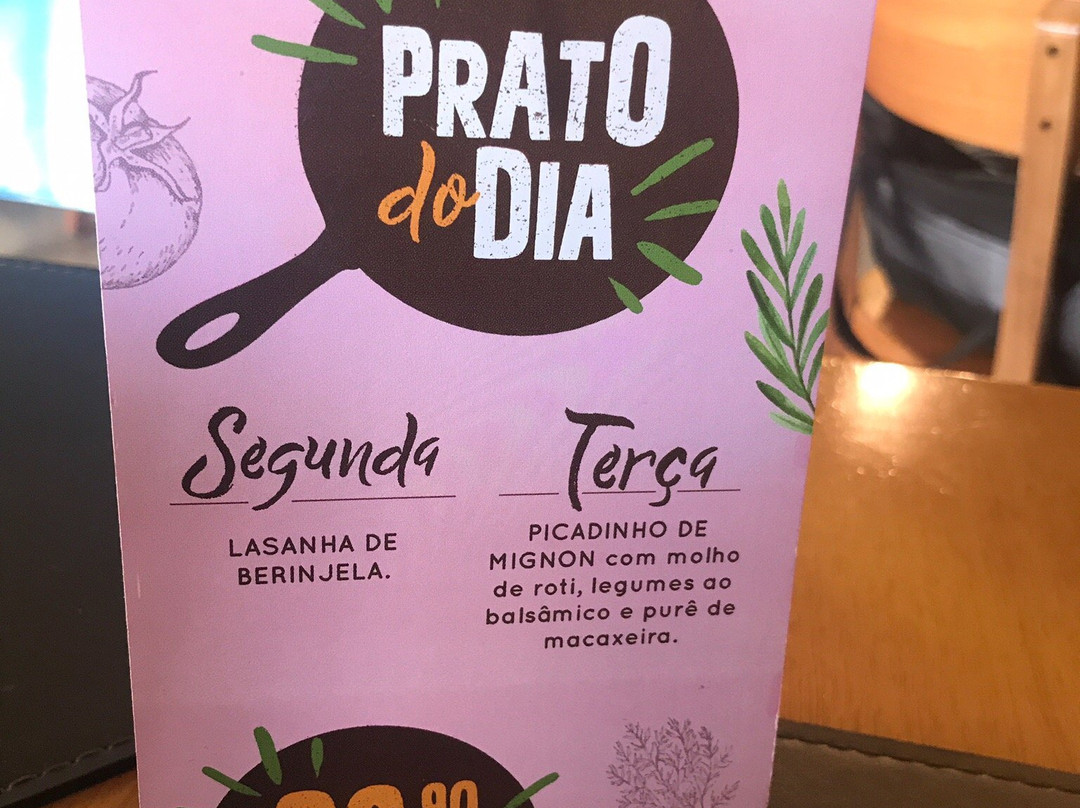 PRATO
do DIA
Segunda
LASANHA DE
BERINJELA.
Terça
PICADINHO DE
MIGNON com molho
de roti, legumes ao
balsâmico e purê de
macaxeira.